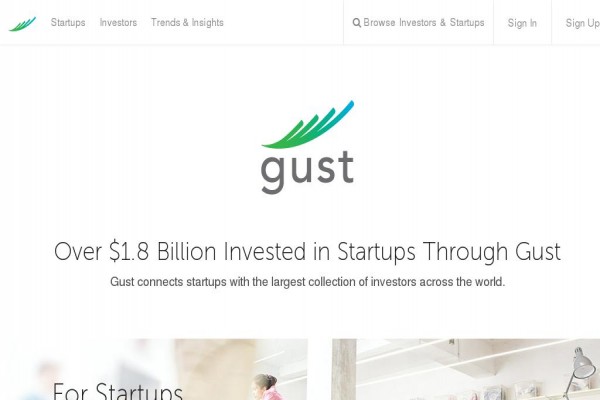 Startups Investors Trends & Insights Browse Investors & Startups Sign In Sign Up
gust
Over $1.8 Billion Invested in Startups Through Gust
Gust connects startups with the largest collection of investors across the world.
For Startups